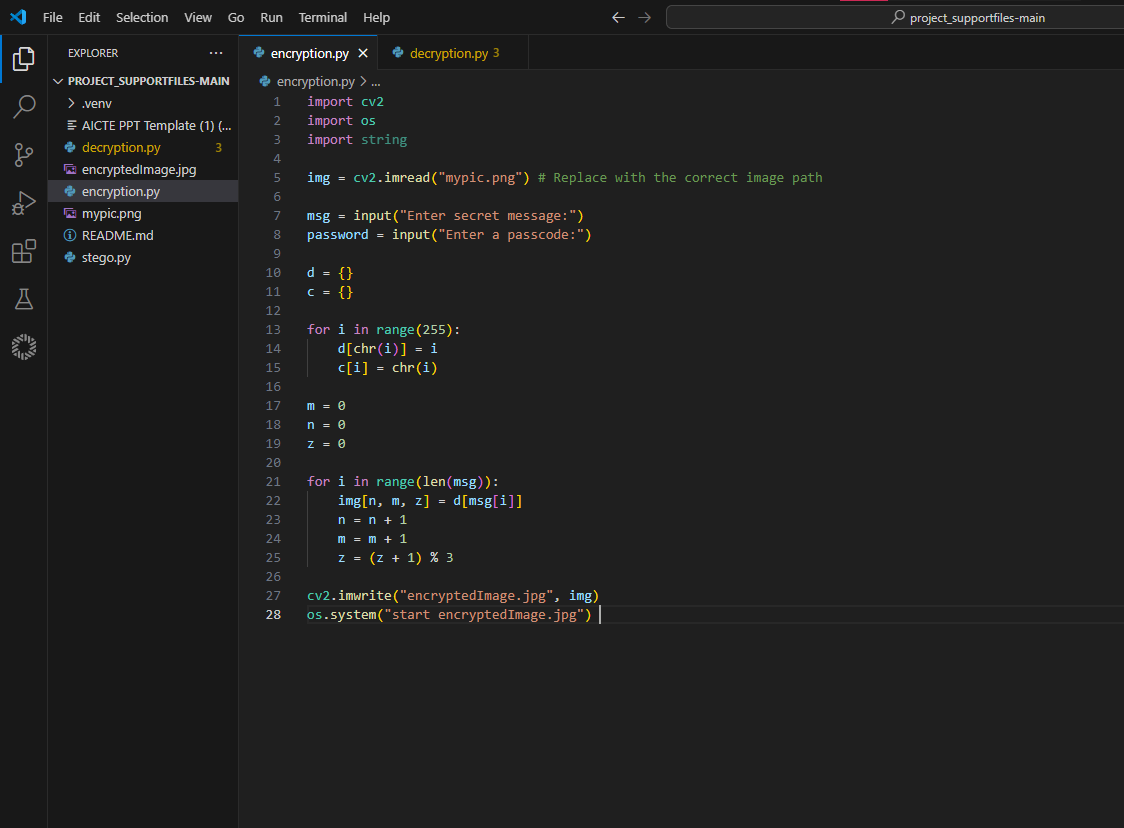 File Edit Selection View Go Run Terminal Help
project_supportfiles-main
EXPLORER
PROJECT_SUPPORTFILES-MAIN
.venv
AICTE PPT Template (1) (...
decryption.py 3
encryptedImage.jpg
encryption.py
mypic.png
README.md
stego.py
encryption.py decryption.py 3
encryption.py > ...
1 import cv2
2 import os
3 import string
4
5 img = cv2.imread("mypic.png") # Replace with the correct image path
6
7 msg = input("Enter secret message:")
8 password = input("Enter a passcode:")
9
10 d = {}
11 c = {}
12
13 for i in range(255):
14     d[chr(i)] = i
15     c[i] = chr(i)
16
17 m = 0
18 n = 0
19 z = 0
20
21 for i in range(len(msg)):
22     img[n, m, z] = d[msg[i]]
23     n = n + 1
24     m = m + 1
25     z = (z + 1) % 3
26
27 cv2.imwrite("encryptedImage.jpg", img)
28 os.system("start encryptedImage.jpg")